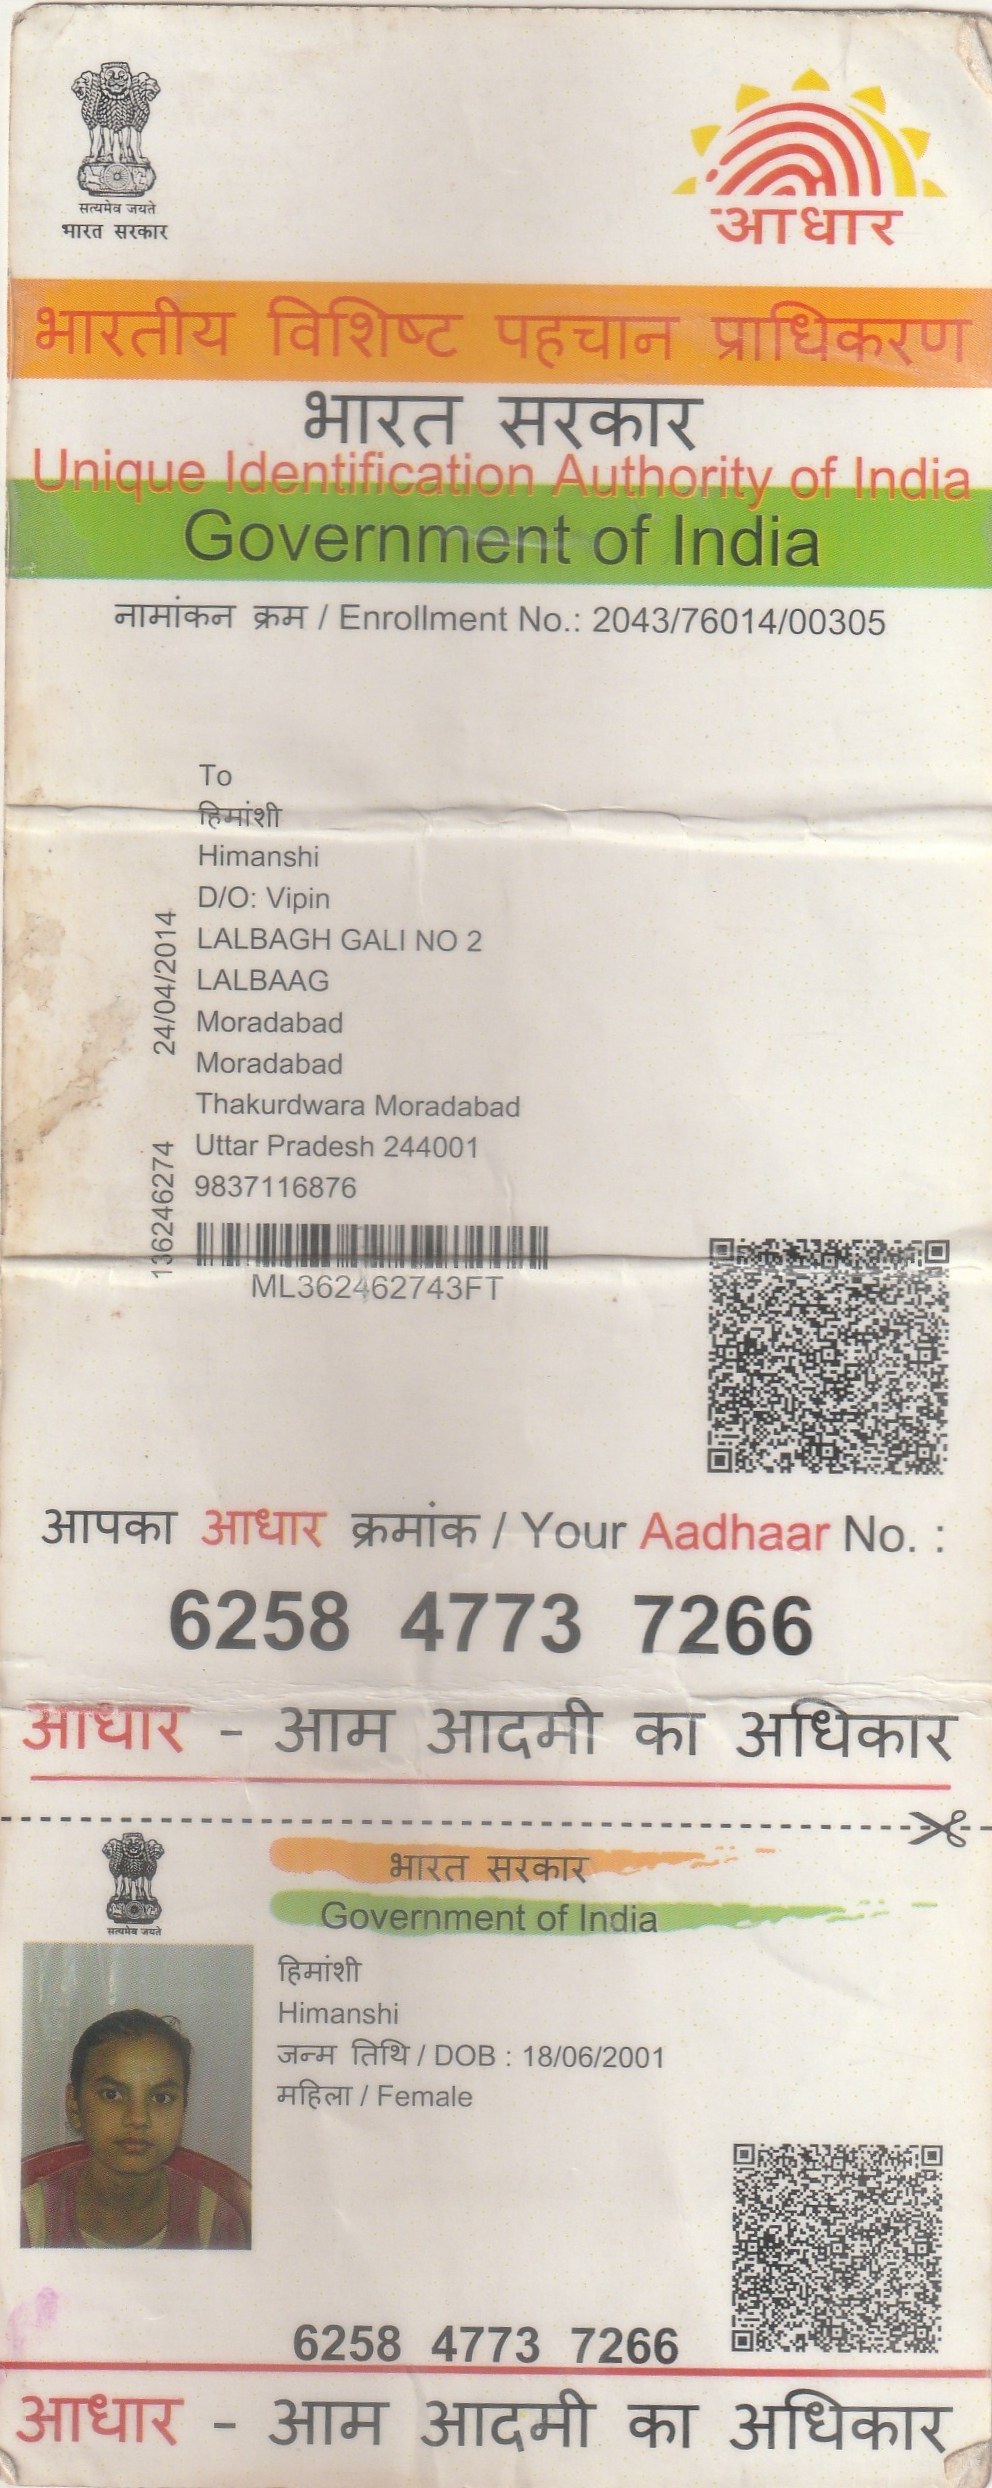 सत्यमेव जयते
भारत सरकार
आधार
भारतीय विशिष्ट पहचान प्राधिकरण
भारत सरकार
Unique Identification Authority of India
Government of India
नामांकन क्रम / Enrollment No.: 2043/76014/00305
To
हिमांशी
Himanshi
D/O: Vipin
LALBAGH GALI NO 2
LALBAAG
Moradabad
Moradabad
Thakurdwara Moradabad
Uttar Pradesh 244001
9837116876
24/04/2014
136246274
ML362462743FT
आपका आधार क्रमांक / Your Aadhaar No. :
6258 4773 7266
आधार - आम आदमी का अधिकार
सत्यमेव जयते
भारत सरकार
Government of India
हिमांशी
Himanshi
जन्म तिथि / DOB : 18/06/2001
महिला / Female
6258 4773 7266
आधार - आम आदमी का अधिकार